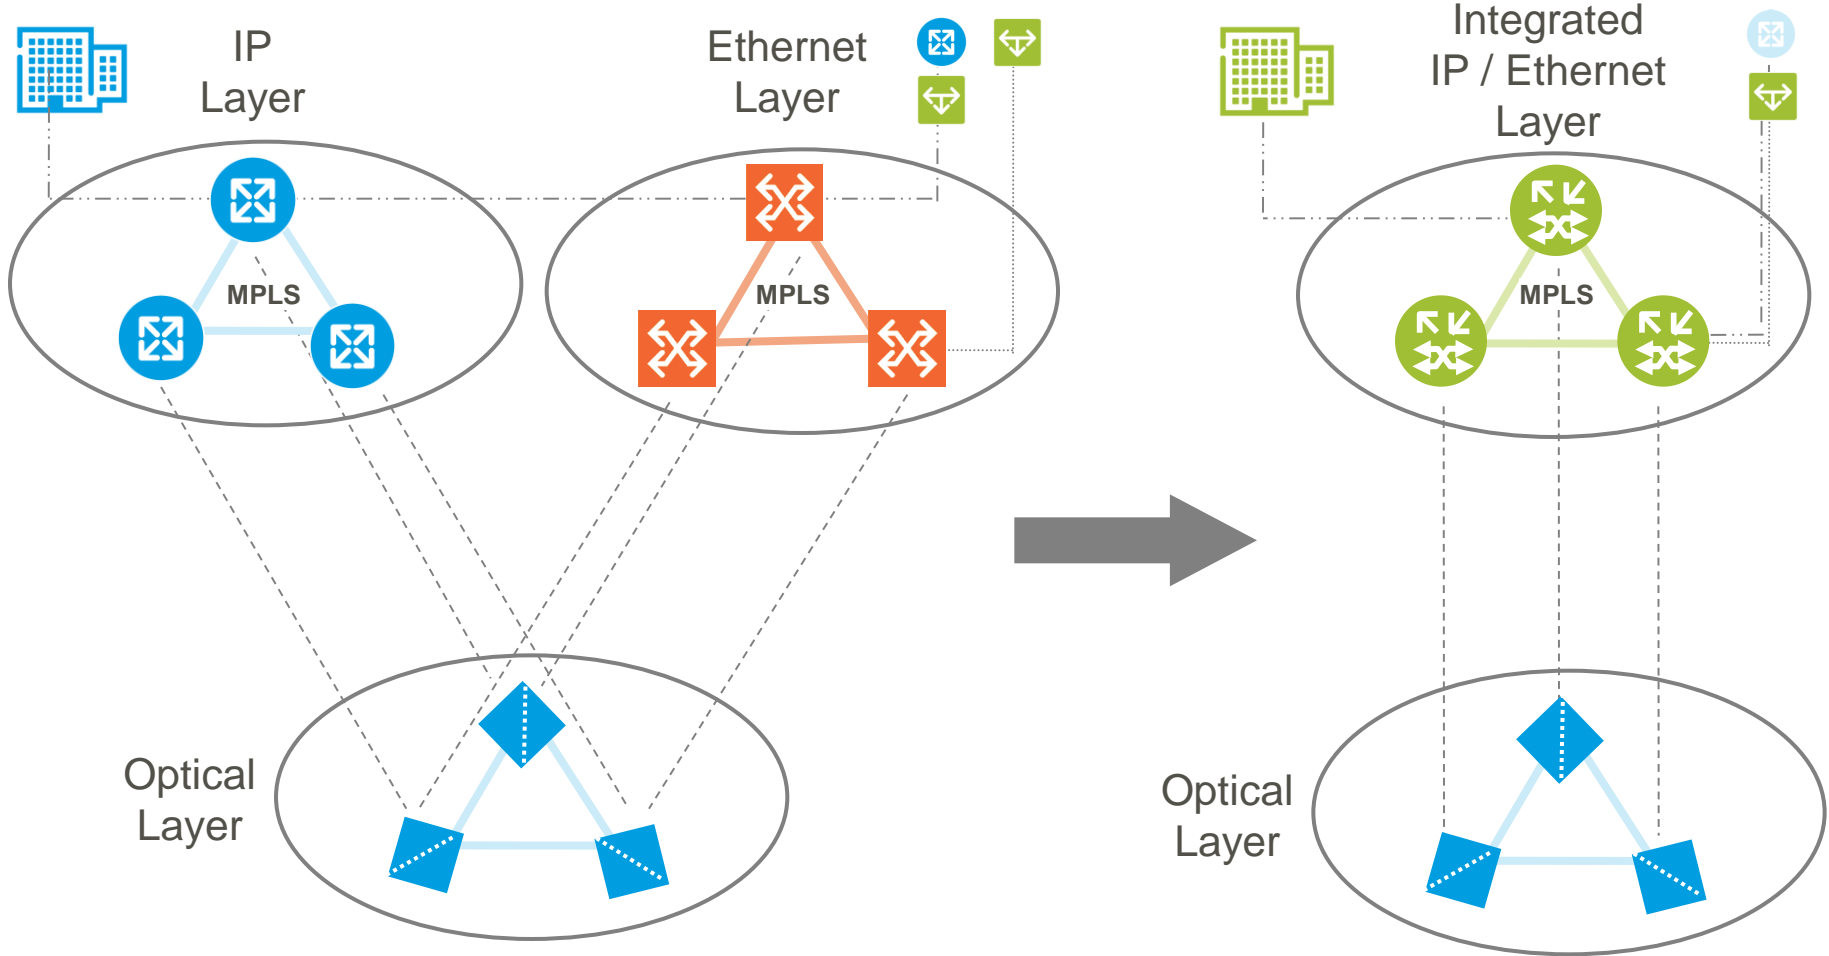 IP
Layer
Ethernet
Layer
Integrated
IP / Ethernet
Layer
MPLS
MPLS
MPLS
Optical
Layer
Optical
Layer